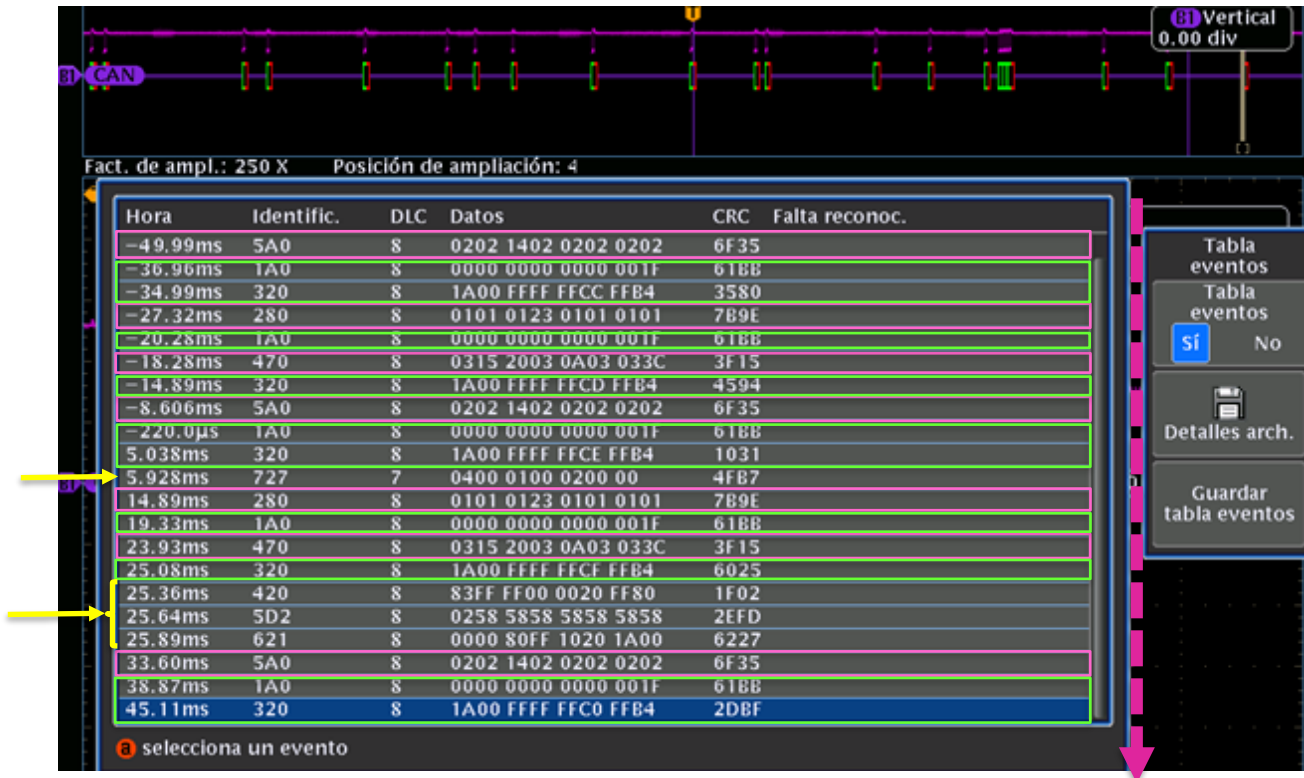 B1 Vertical
0.00 div
B1 CAN
Fact. de ampl.: 250 X Posición de ampliación: 4
Hora Identific. DLC Datos CRC Falta reconoc.
-49.99ms 5A0 8 0202 1402 0202 0202 6F35
-36.96ms 1A0 8 0000 0000 0000 001F 61BB
-34.99ms 320 8 1A00 FFFF FFCC FFB4 3580
-27.32ms 280 8 0101 0123 0101 0101 7B9E
-20.28ms 1A0 8 0000 0000 0000 001F 61BB
-18.28ms 470 8 0315 2003 0A03 033C 3F15
-14.89ms 320 8 1A00 FFFF FFCD FFB4 4594
-8.606ms 5A0 8 0202 1402 0202 0202 6F35
-220.0µs 1A0 8 0000 0000 0000 001F 61BB
5.038ms 320 8 1A00 FFFF FFCE FFB4 1031
5.928ms 727 7 0400 0100 0200 00 4FB7
14.89ms 280 8 0101 0123 0101 0101 7B9E
19.33ms 1A0 8 0000 0000 0000 001F 61BB
23.93ms 470 8 0315 2003 0A03 033C 3F15
25.08ms 320 8 1A00 FFFF FFCF FFB4 6025
25.36ms 420 8 83FF FF00 0020 FF80 1F02
25.64ms 5D2 8 0258 5858 5858 5858 2EFD
25.89ms 621 8 0000 80FF 1020 1A00 6227
33.60ms 5A0 8 0202 1402 0202 0202 6F35
38.87ms 1A0 8 0000 0000 0000 001F 61BB
45.11ms 320 8 1A00 FFFF FFC0 FFB4 2DBF
a selecciona un evento
Tabla
eventos
Tabla
eventos
Sí No
Detalles arch.
Guardar
tabla eventos